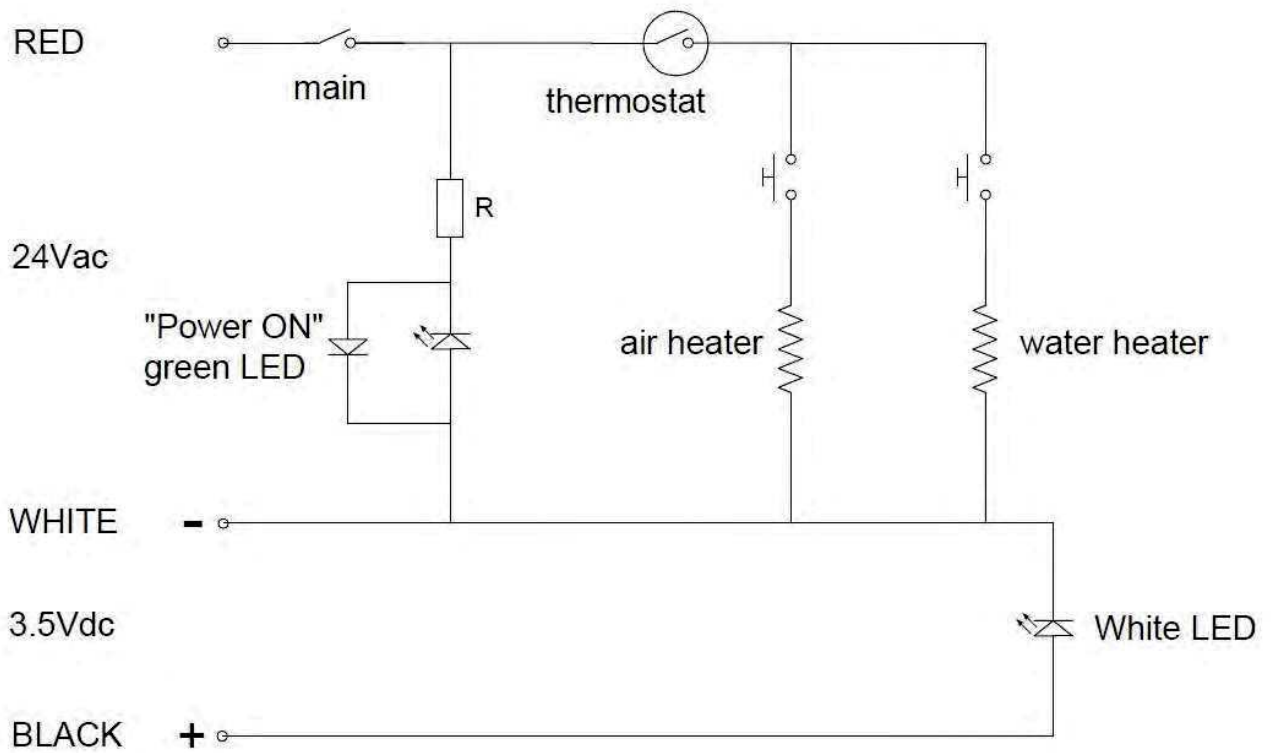 RED
main
thermostat
R
24Vac
"Power ON"
green LED
air heater
water heater
WHITE -
3.5Vdc
White LED
BLACK +